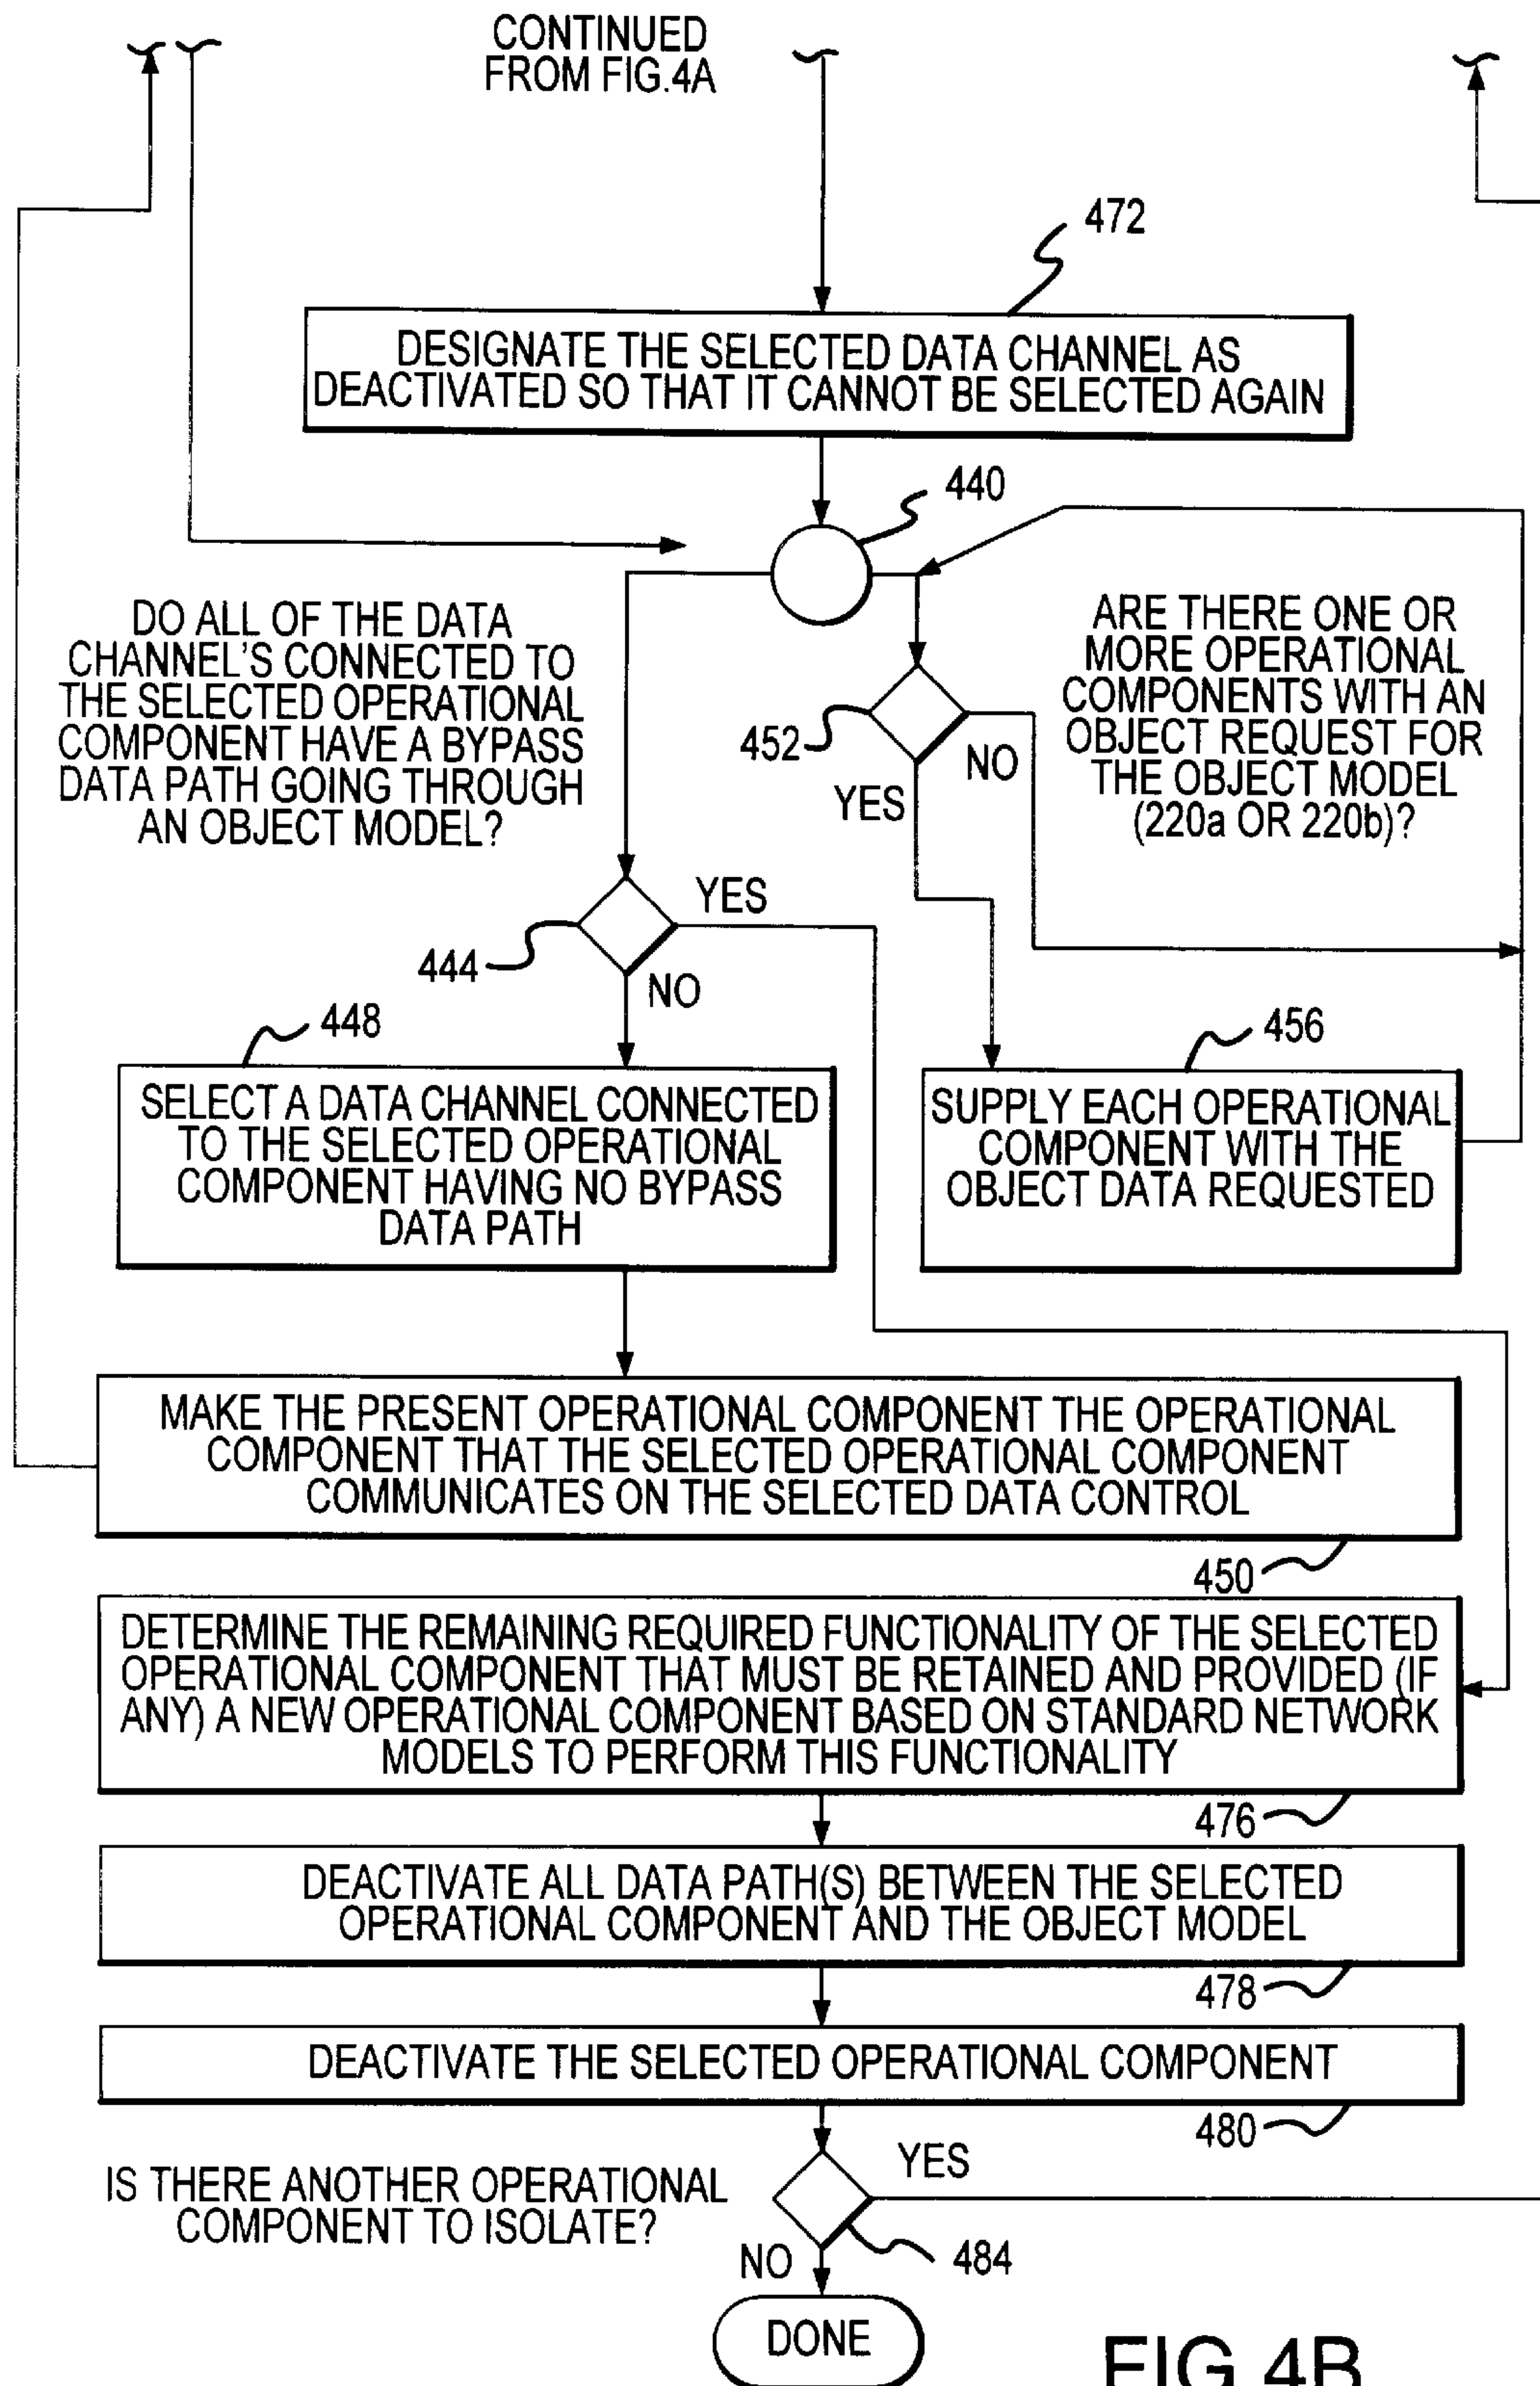 CONTINUED
FROM FIG.4A
472
DESIGNATE THE SELECTED DATA CHANNEL AS
DEACTIVATED SO THAT IT CANNOT BE SELECTED AGAIN
440
DO ALL OF THE DATA
CHANNEL'S CONNECTED TO
THE SELECTED OPERATIONAL
COMPONENT HAVE A BYPASS
DATA PATH GOING THROUGH
AN OBJECT MODEL?
ARE THERE ONE OR
MORE OPERATIONAL
COMPONENTS WITH AN
OBJECT REQUEST FOR
THE OBJECT MODEL
(220a OR 220b)?
452
NO
YES
YES
444
NO
448
456
SELECT A DATA CHANNEL CONNECTED
TO THE SELECTED OPERATIONAL
COMPONENT HAVING NO BYPASS
DATA PATH
SUPPLY EACH OPERATIONAL
COMPONENT WITH THE
OBJECT DATA REQUESTED
MAKE THE PRESENT OPERATIONAL COMPONENT THE OPERATIONAL
COMPONENT THAT THE SELECTED OPERATIONAL COMPONENT
COMMUNICATES ON THE SELECTED DATA CONTROL
450
DETERMINE THE REMAINING REQUIRED FUNCTIONALITY OF THE SELECTED
OPERATIONAL COMPONENT THAT MUST BE RETAINED AND PROVIDED (IF
ANY) A NEW OPERATIONAL COMPONENT BASED ON STANDARD NETWORK
MODELS TO PERFORM THIS FUNCTIONALITY
476
DEACTIVATE ALL DATA PATH(S) BETWEEN THE SELECTED
OPERATIONAL COMPONENT AND THE OBJECT MODEL
478
DEACTIVATE THE SELECTED OPERATIONAL COMPONENT
480
IS THERE ANOTHER OPERATIONAL
COMPONENT TO ISOLATE?
YES
NO
484
DONE
FIG.4B